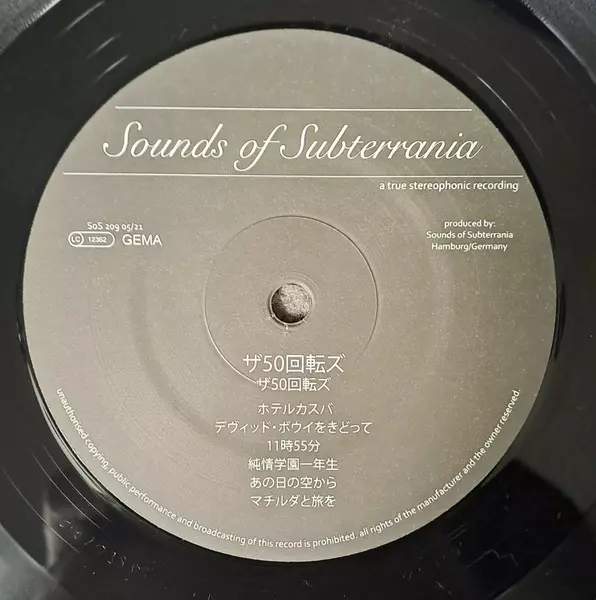 Sounds of Subterrania
a true stereophonic recording
SoS 209 05/21
LC 12362 GEMA
produced by:
Sounds of Subterrania
Hamburg/Germany
ザ50回転ズ
ザ50回転ズ
ホテルカスバ
デヴィッド・ボウイをきどって
11時55分
純情学園一年生
あの日の空から
マチルダと旅を
unauthorised copying, public performance and broadcasting of this record is prohibited. all rights of the manufacturer and the owner reserved.